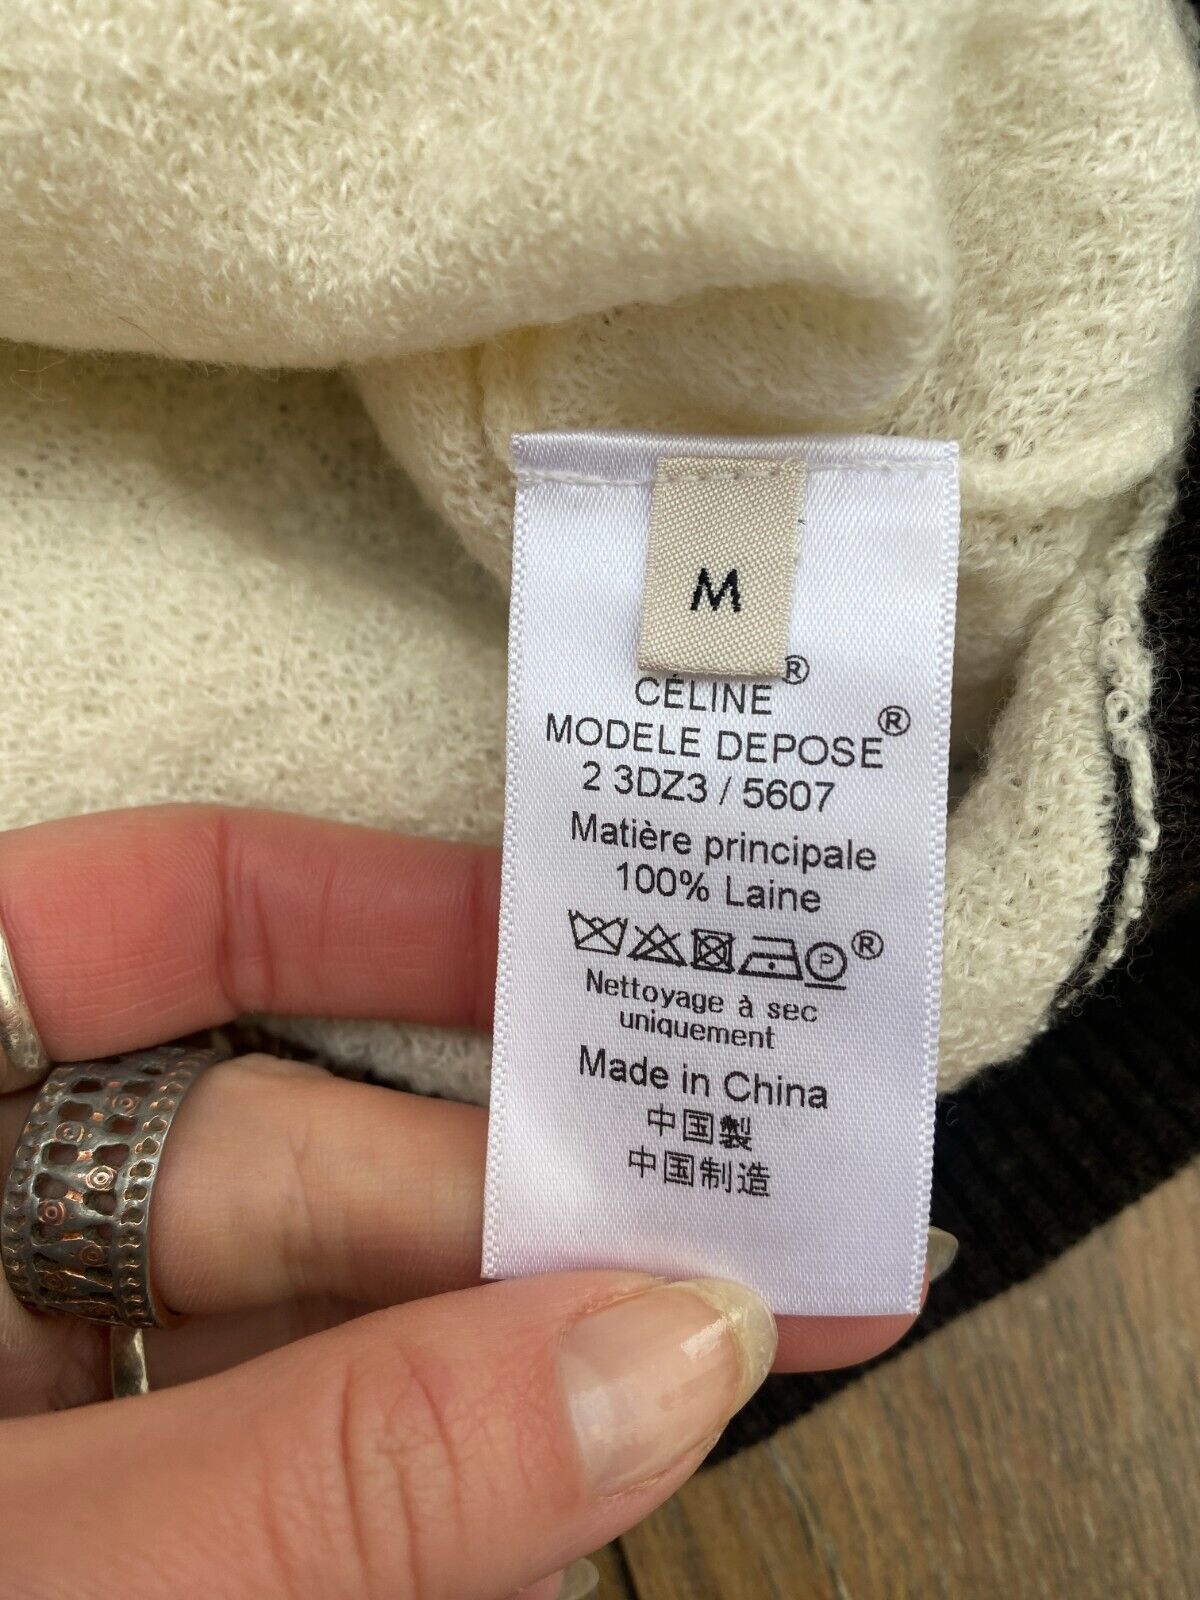 M
CÉLINE®
MODELE DEPOSE®
2 3DZ3 / 5607
Matière principale
100% Laine
P ®
Nettoyage à sec
uniquement
Made in China
中国製
中国制造